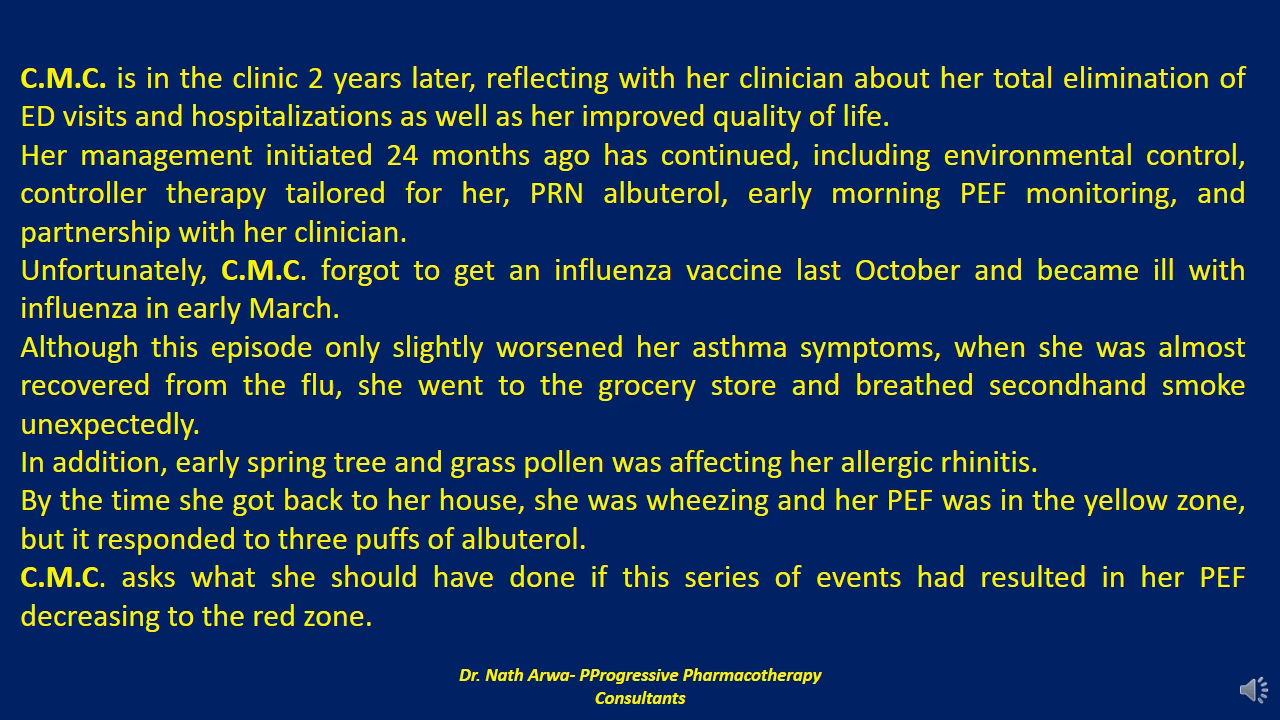 C.M.C. is in the clinic 2 years later, reflecting with her clinician about her total elimination of
ED visits and hospitalizations as well as her improved quality of life.
Her management initiated 24 months ago has continued, including environmental control,
controller therapy tailored for her, PRN albuterol, early morning PEF monitoring, and
partnership with her clinician.
Unfortunately, C.M.C. forgot to get an influenza vaccine last October and became ill with
influenza in early March.
Although this episode only slightly worsened her asthma symptoms, when she was almost
recovered from the flu, she went to the grocery store and breathed secondhand smoke
unexpectedly.
In addition, early spring tree and grass pollen was affecting her allergic rhinitis.
By the time she got back to her house, she was wheezing and her PEF was in the yellow zone,
but it responded to three puffs of albuterol.
C.M.C. asks what she should have done if this series of events had resulted in her PEF
decreasing to the red zone.
Dr. Nath Arwa- PProgressive Pharmacotherapy
Consultants